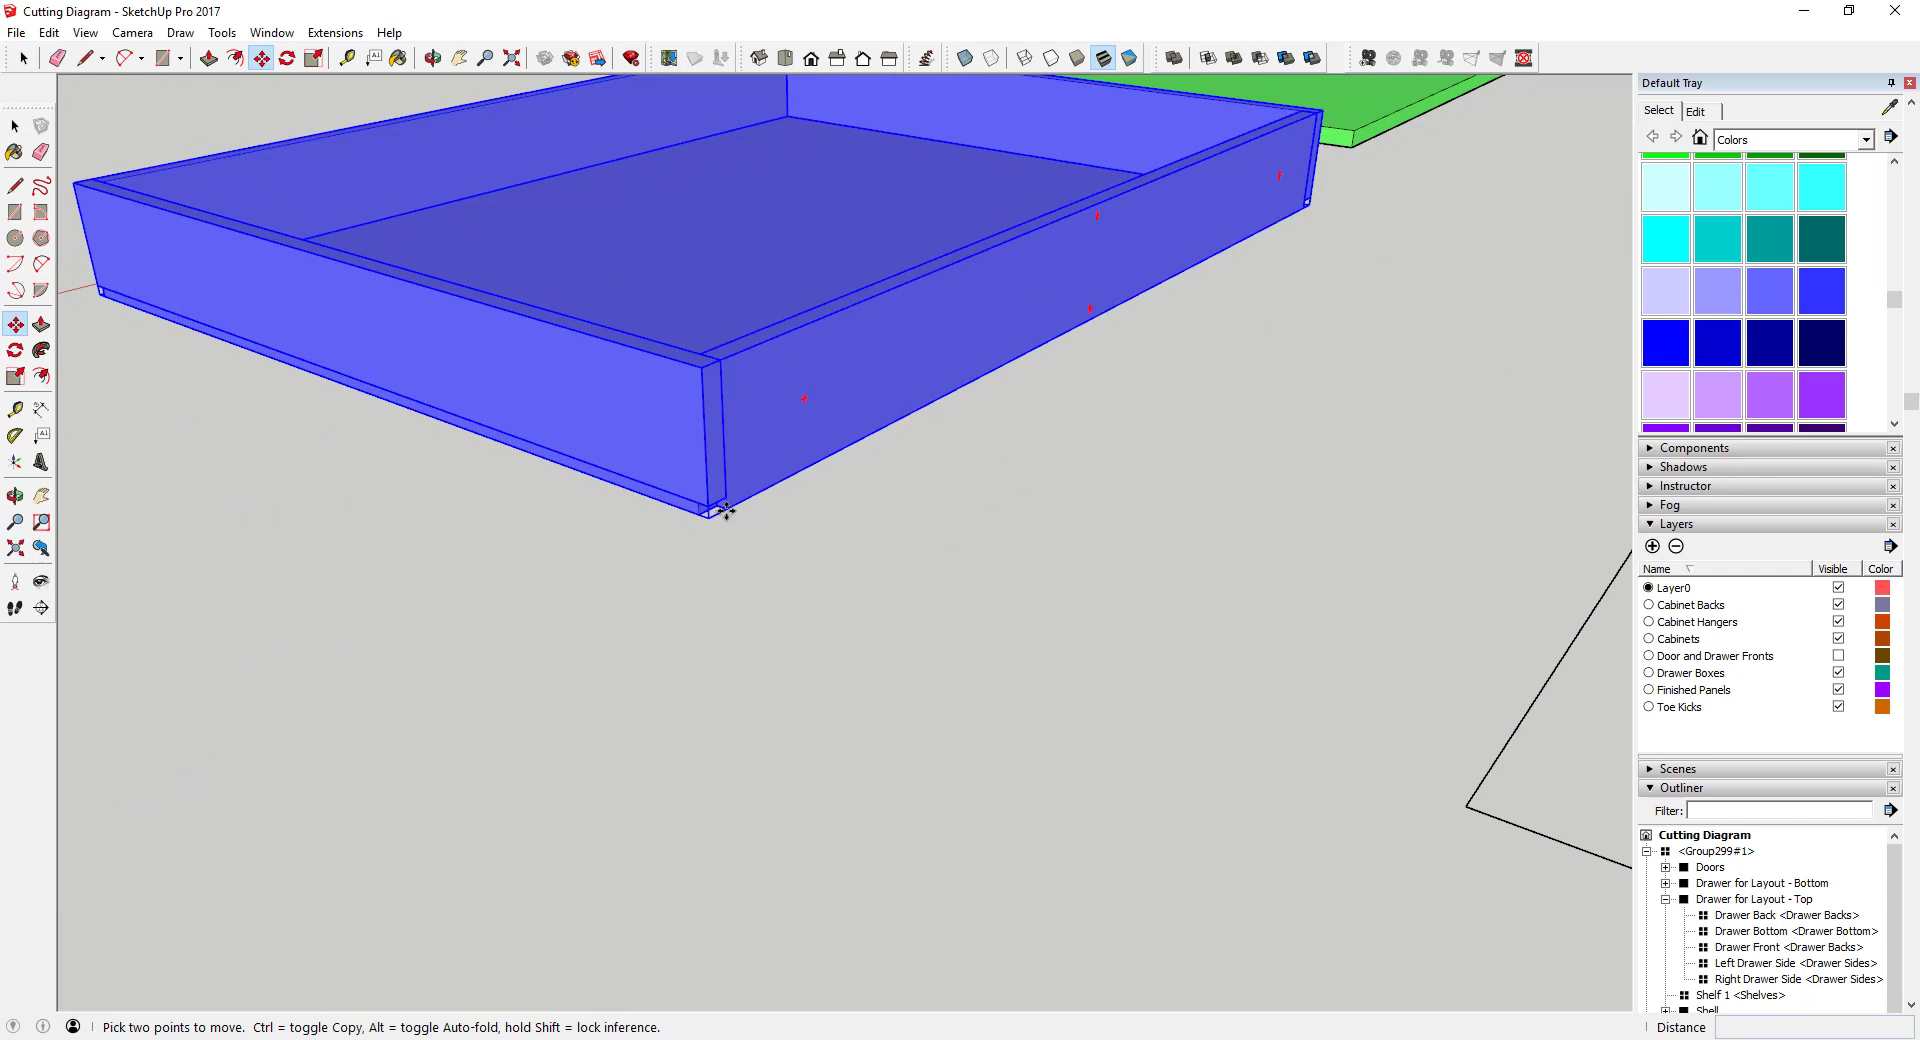 Cutting Diagram - SketchUp Pro 2017
File Edit View Camera Draw Tools Window Extensions Help
A1
Default Tray
Select Edit
Colors
A1
Components
Shadows
Instructor
Fog
Layers
Name Visible Color
Layer0
Cabinet Backs
Cabinet Hangers
Cabinets
Door and Drawer Fronts
Drawer Boxes
Finished Panels
Toe Kicks
Scenes
Outliner
Filter:
Cutting Diagram
<Group299#1>
Doors
Drawer for Layout - Bottom
Drawer for Layout - Top
Drawer Back <Drawer Backs>
Drawer Bottom <Drawer Bottom>
Drawer Front <Drawer Backs>
Left Drawer Side <Drawer Sides>
Right Drawer Side <Drawer Sides>
Shelf 1 <Shelves>
Shell
Pick two points to move. Ctrl = toggle Copy, Alt = toggle Auto-fold, hold Shift = lock inference.
Distance